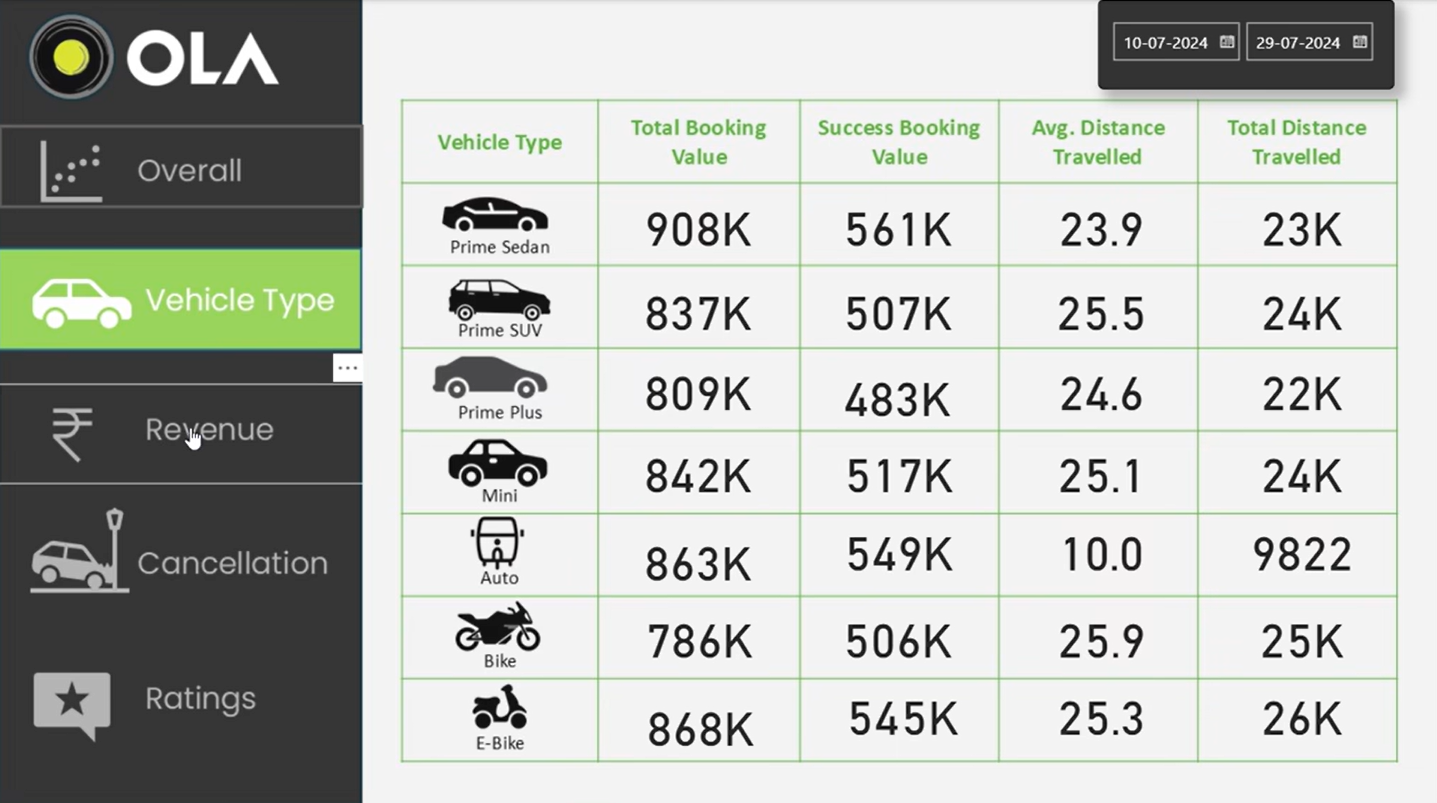 OLA
Overall
Vehicle Type
Revenue
Cancellation
Ratings
10-07-2024 29-07-2024
Vehicle Type Total Booking Value Success Booking Value Avg. Distance Travelled Total Distance Travelled
Prime Sedan 908K 561K 23.9 23K
Prime SUV 837K 507K 25.5 24K
Prime Plus 809K 483K 24.6 22K
Mini 842K 517K 25.1 24K
Auto 863K 549K 10.0 9822
Bike 786K 506K 25.9 25K
E-Bike 868K 545K 25.3 26K